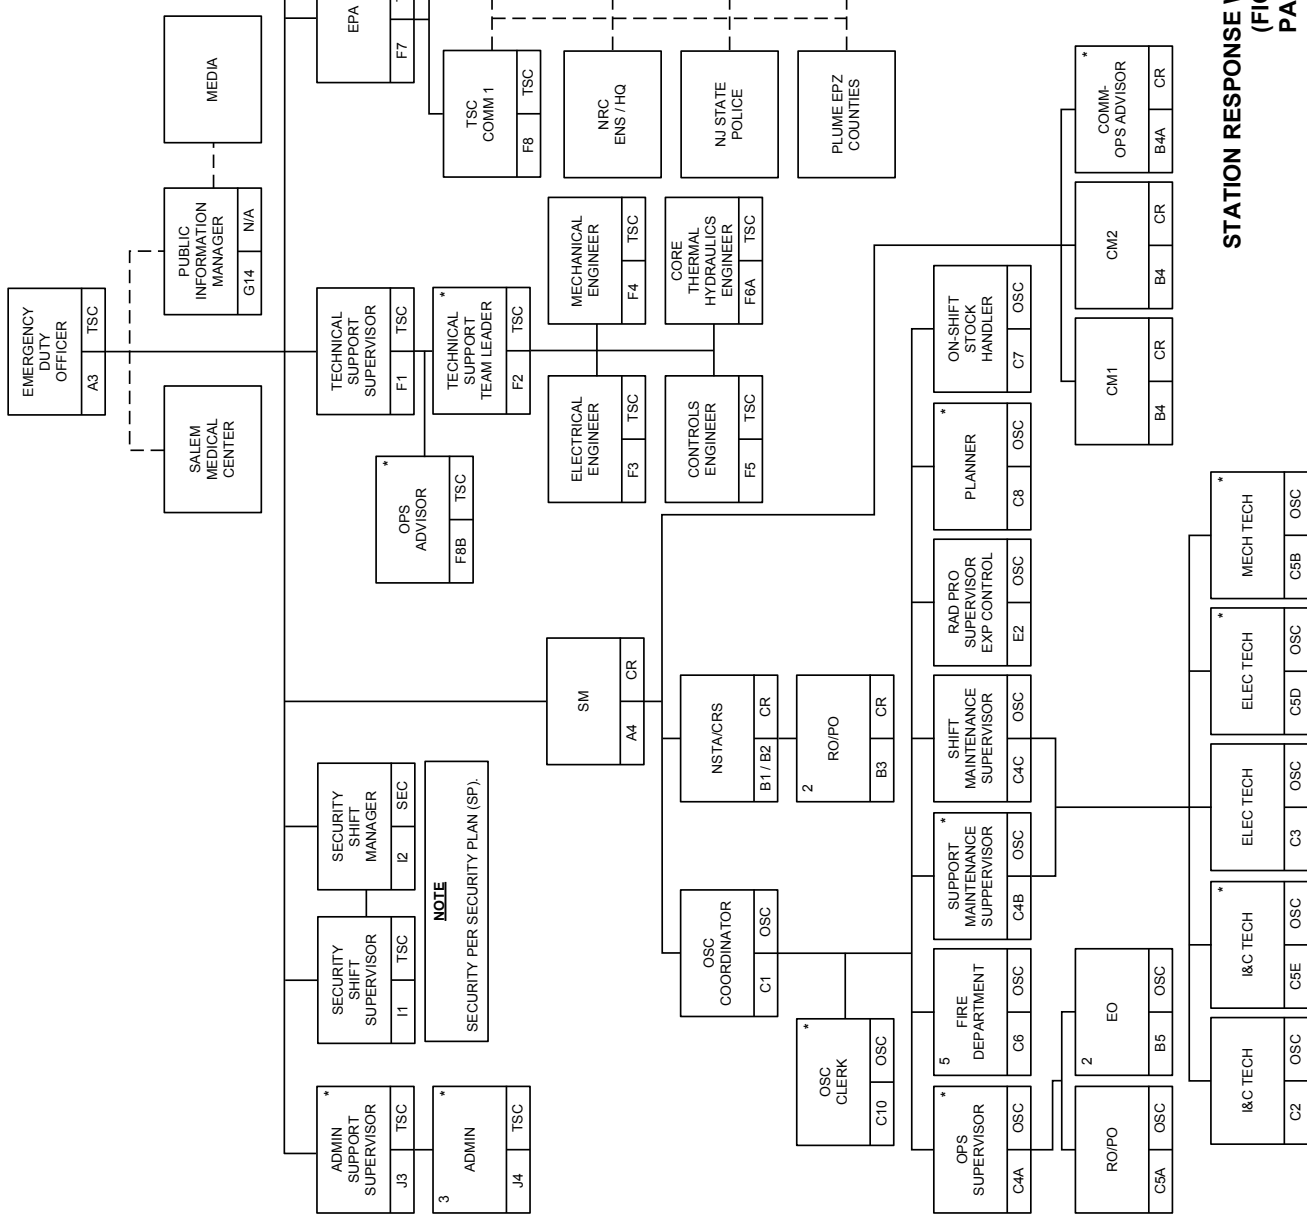 EMERGENCY
DUTY
OFFICER
A3 TSC
SALEM
MEDICAL
CENTER
PUBLIC
INFORMATION
MANAGER
G14 N/A
MEDIA
ADMIN
SUPPORT
SUPERVISOR
*
J3 TSC
3
ADMIN
*
J4 TSC
SECURITY
SHIFT
SUPERVISOR
I1 TSC
SECURITY
SHIFT
MANAGER
I2 SEC
NOTE
SECURITY PER SECURITY PLAN (SP).
TECHNICAL
SUPPORT
SUPERVISOR
F1 TSC
TECHNICAL
SUPPORT
TEAM LEADER
*
F2 TSC
OPS
ADVISOR
*
F8B TSC
ELECTRICAL
ENGINEER
F3 TSC
MECHANICAL
ENGINEER
F4 TSC
CONTROLS
ENGINEER
F5 TSC
CORE
THERMAL
HYDRAULICS
ENGINEER
F6A TSC
EPA
F7
TSC
COMM 1
F8 TSC
NRC
ENS / HQ
NJ STATE
POLICE
PLUME EPZ
COUNTIES
SM
A4 CR
OSC
COORDINATOR
C1 OSC
NSTA/CRS
B1 / B2 CR
2
RO/PO
B3 CR
OSC
CLERK
*
C10 OSC
OPS
SUPERVISOR
*
C4A OSC
5
FIRE
DEPARTMENT
C6 OSC
SUPPORT
MAINTENANCE
SUPPERVISOR
*
C4B OSC
SHIFT
MAINTENANCE
SUPERVISOR
C4C OSC
RAD PRO
SUPERVISOR
EXP CONTROL
E2 OSC
PLANNER
*
C8 OSC
ON-SHIFT
STOCK
HANDLER
C7 OSC
RO/PO
C5A OSC
2
EO
B5 OSC
CM1
B4 CR
CM2
B4 CR
COMM-
OPS ADVISOR
*
B4A CR
I&C TECH
C2 OSC
I&C TECH
*
C5E OSC
ELEC TECH
C3 OSC
ELEC TECH
*
C5D OSC
MECH TECH
*
C5B OSC
STATION RESPONSE
(FIG
PA